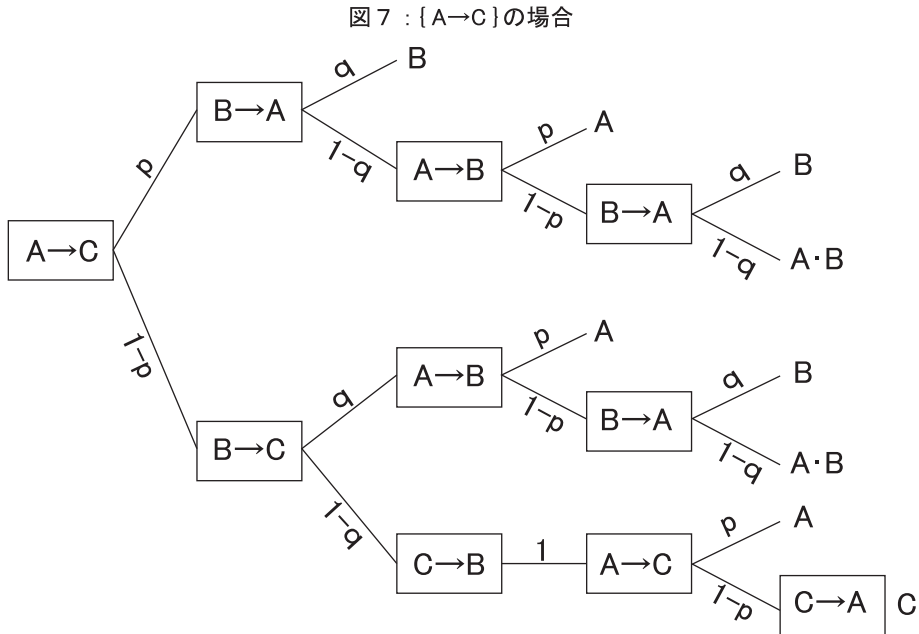 図7:{A→C}の場合
q
B
B→A
p
1-q
A→B
p
A
1-p
B→A
q
B
1-q
A・B
A→C
1-p
B→C
q
A→B
p
A
1-p
B→A
q
B
1-q
A・B
1-q
C→B
1
A→C
p
A
1-p
C→A
C